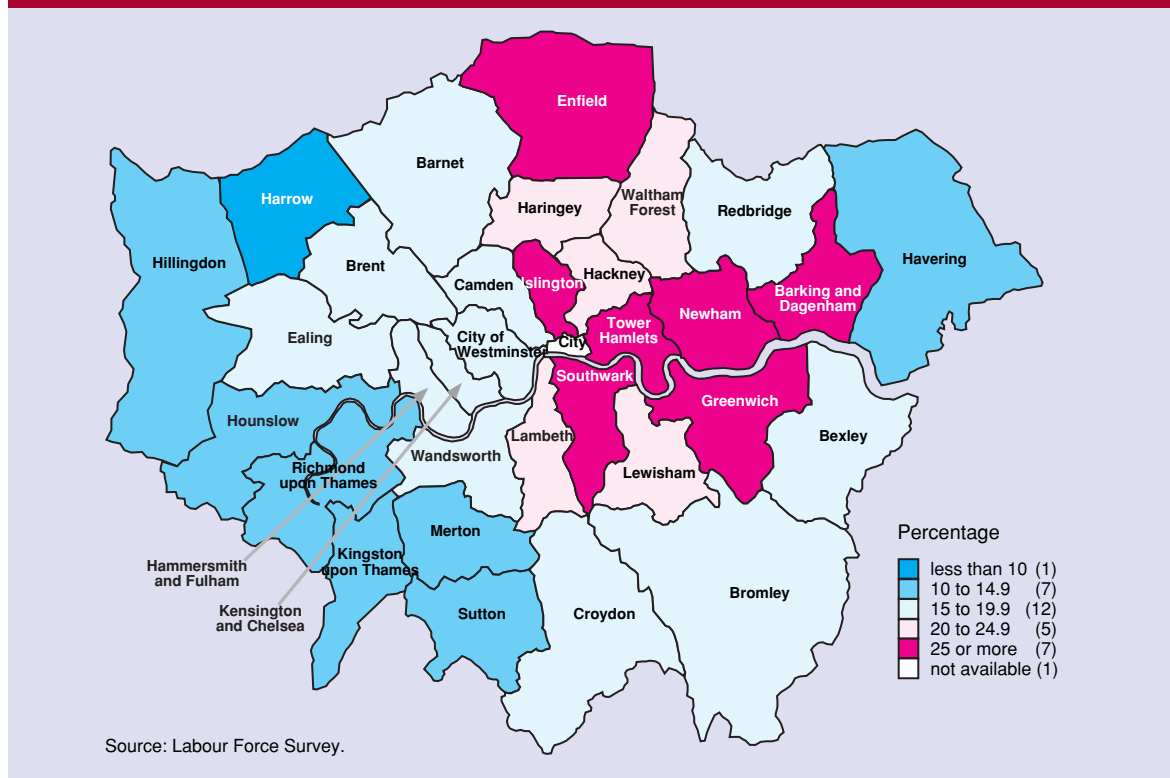 Enfield
Barnet
Harrow
Haringey
Waltham
Forest
Redbridge
Havering
Hillingdon
Brent
Camden
Islington
Hackney
Barking and
Dagenham
Newham
Tower
Hamlets
Ealing
City of
Westminster
City
Southwark
Greenwich
Hounslow
Lambeth
Wandsworth
Bexley
Richmond
upon Thames
Lewisham
Merton
Hammersmith
and Fulham
Kingston
upon Thames
Kensington
and Chelsea
Sutton
Croydon
Bromley
Percentage
less than 10 (1)
10 to 14.9 (7)
15 to 19.9 (12)
20 to 24.9 (5)
25 or more (7)
not available (1)
Source: Labour Force Survey.